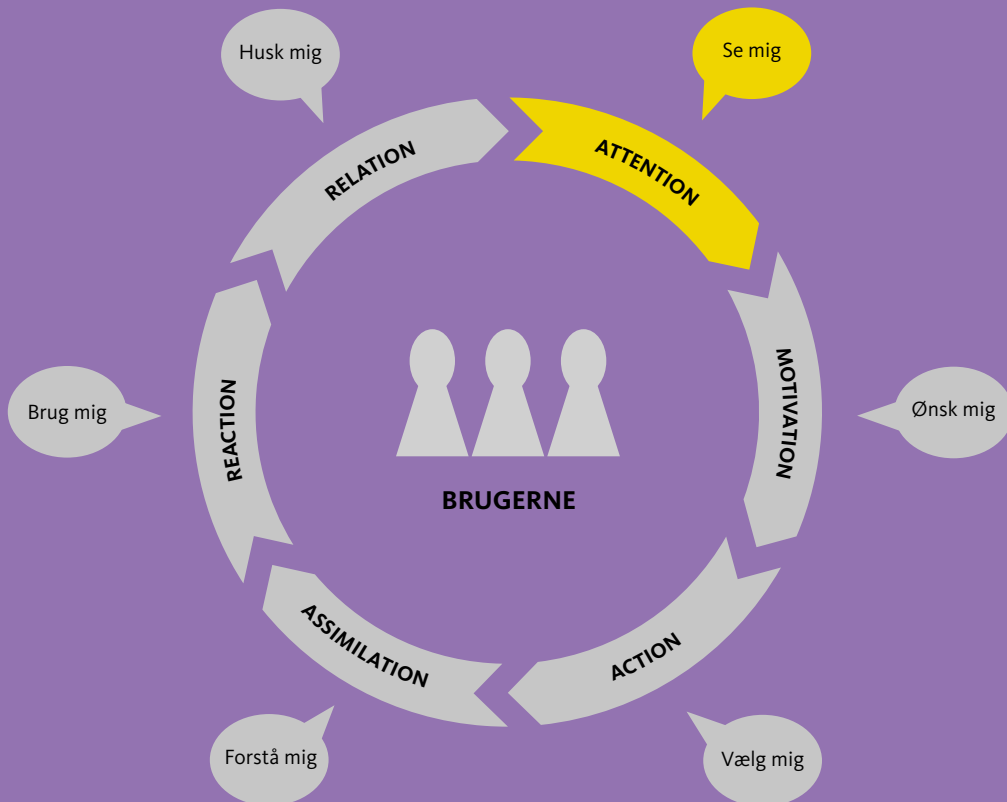 Husk mig
Se mig
RELATION
ATTENTION
Brug mig
REACTION
MOTIVATION
Ønsk mig
BRUGERNE
ASSIMILATION
ACTION
Forstå mig
Vælg mig